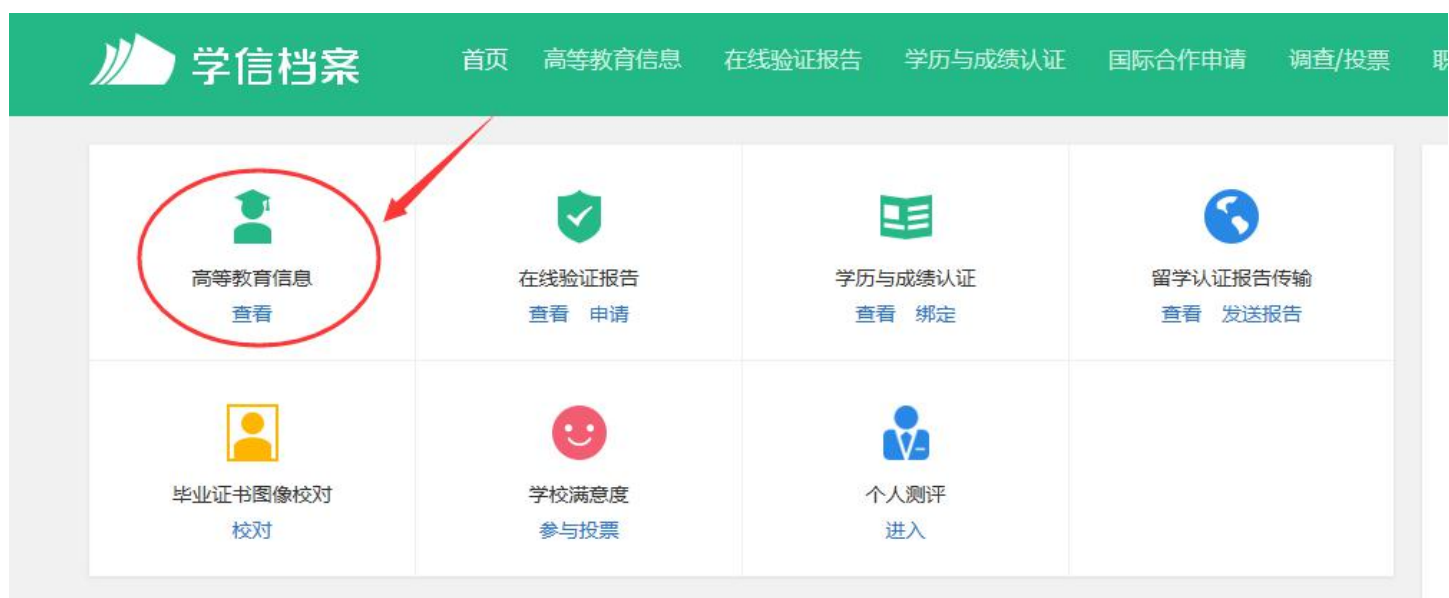 学信档案
首页 高等教育信息 在线验证报告 学历与成绩认证 国际合作申请 调查/投票
高等教育信息 在线验证报告 学历与成绩认证 留学认证报告传输
查看 查看 申请 查看 绑定 查看 发送报告
毕业证书图像校对 学校满意度 个人测评
校对 参与投票 进入